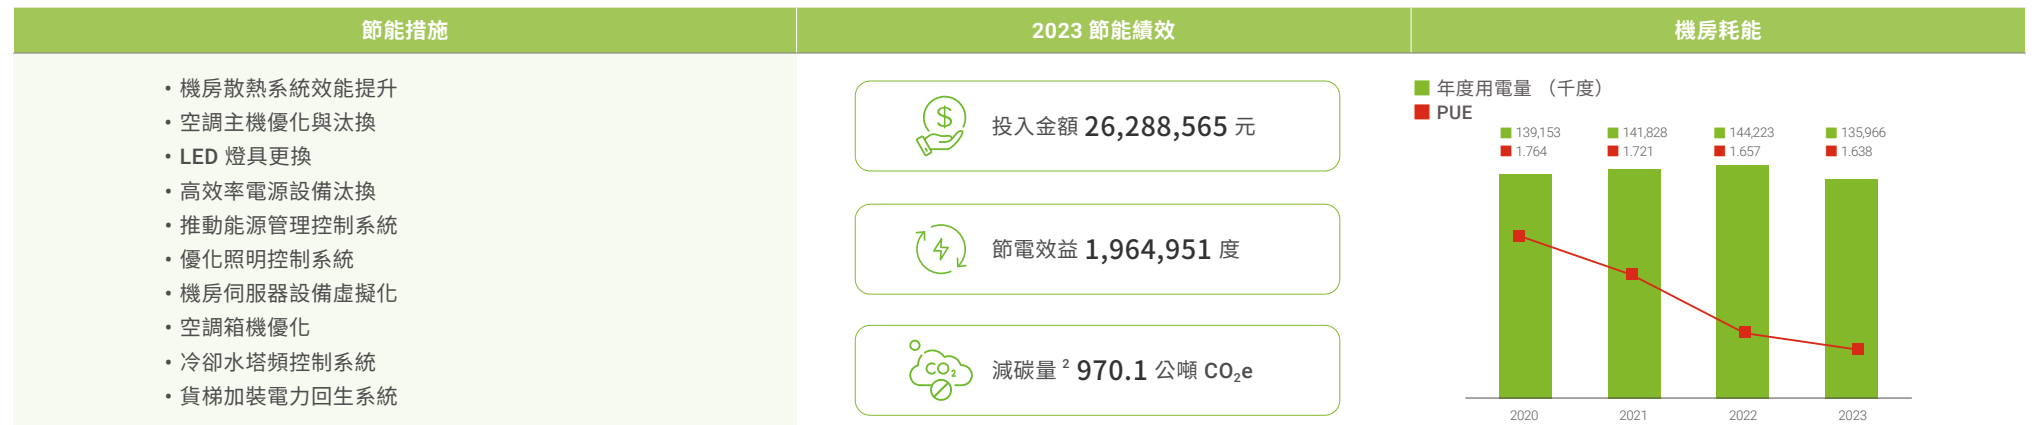 節能措施
2023 節能績效
機房耗能
・機房散熱系統效能提升
・空調主機優化與汰換
・LED 燈具更換
・高效率電源設備汰換
・推動能源管理控制系統
・優化照明控制系統
・機房伺服器設備虛擬化
・空調箱機優化
・冷卻水塔頻控制系統
・貨梯加裝電力回生系統
投入金額 26,288,565 元
節電效益 1,964,951 度
CO₂
減碳量 ² 970.1 公噸 CO₂e
年度用電量 （千度）
PUE
139,153 141,828 144,223 135,966
1.764 1.721 1.657 1.638
2020 2021 2022 2023